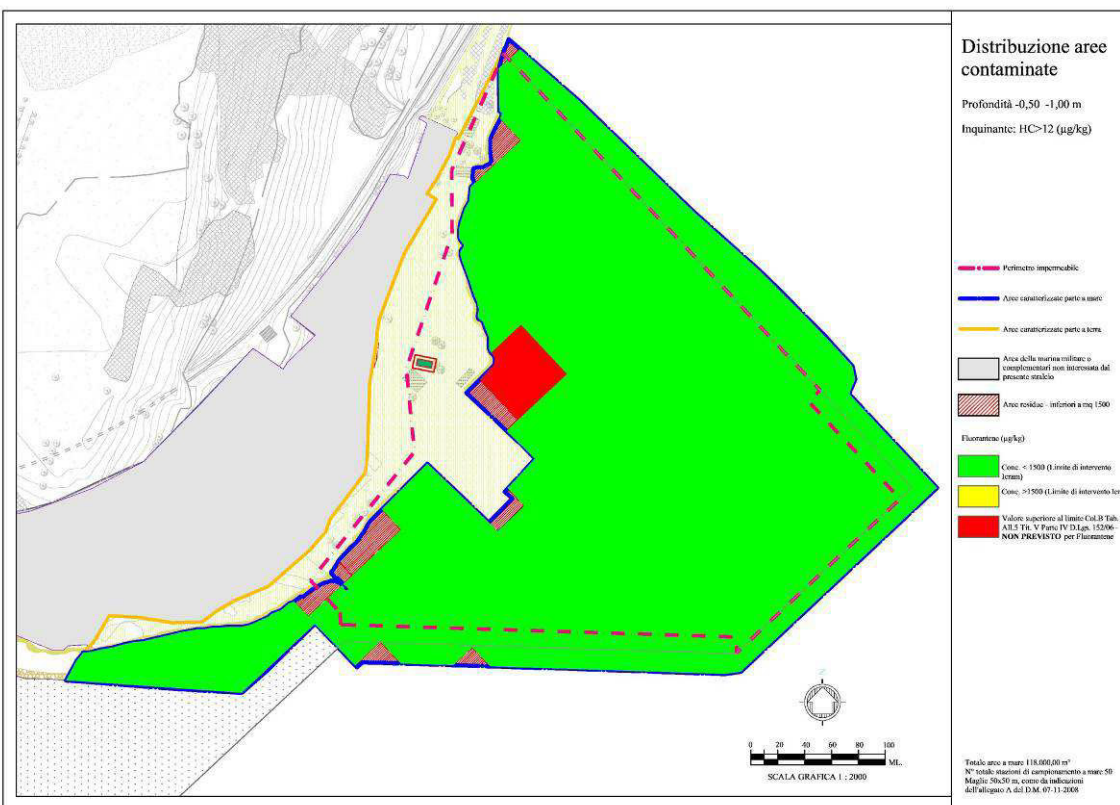 Distribuzione aree
contaminate
Profondità -0,50 -1,00 m
Inquinante: HC>12 (µg/kg)
Perimetro impermeabile
Aree caratterizzate parte a mare
Aree caratterizzate parte a terra
Area della marina militare o
complementari non interessata dal
presente stralcio
Aree residue - inferiori a mq 1500
Fluorantene (µg/kg)
Conc. < 1500 (Limite di intervento
Icram)
Conc. >1500 (Limite di intervento Icr
Valore superiore al limite Col.B Tab.
All.5 Tit. V Parte IV D.Lgs. 152/06 -
NON PREVISTO per Fluorantene
0 20 40 60 80 100
ML.
SCALA GRAFICA 1 : 2000
Totale aree a mare 118.000,00 m²
N° totale stazioni di campionamento a mare 50
Maglie 50x50 m, come da indicazioni
dell'allegato A del D.M. 07-11-2008